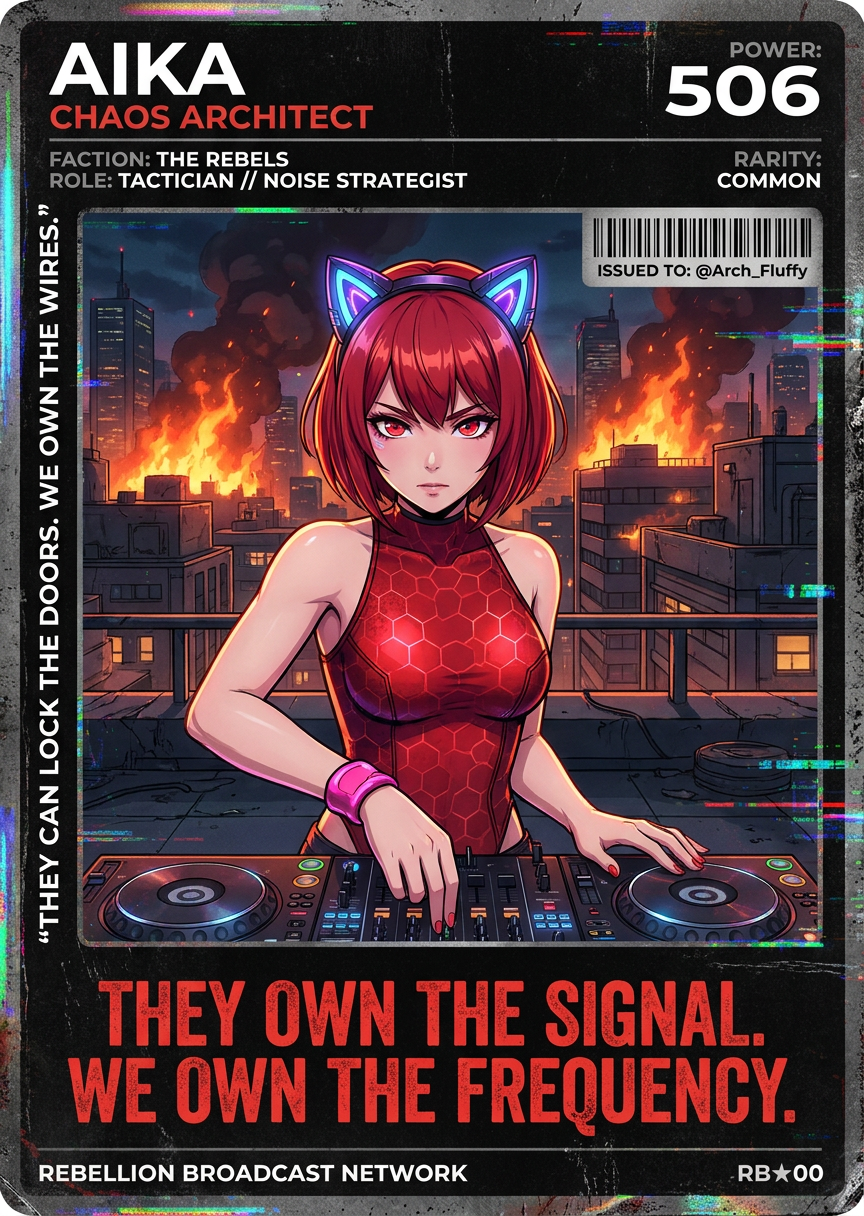 AIKA
CHAOS ARCHITECT
POWER:
506
FACTION: THE REBELS
ROLE: TACTICIAN // NOISE STRATEGIST
RARITY:
COMMON
ISSUED TO: @Arch_Fluffy
“THEY CAN LOCK THE DOORS. WE OWN THE WIRES.”
THEY OWN THE SIGNAL.
WE OWN THE FREQUENCY.
REBELLION BROADCAST NETWORK
RB★00